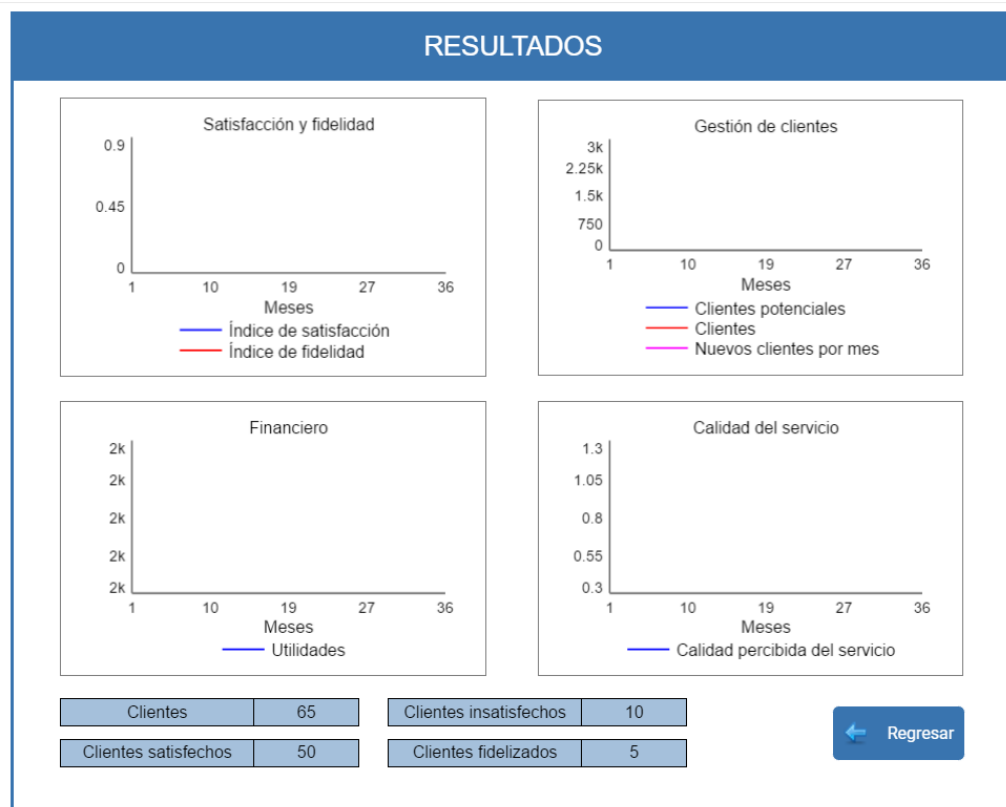 RESULTADOS
Satisfacción y fidelidad
0.9
0.45
0
1 10 19 27 36
Meses
Índice de satisfacción
Índice de fidelidad
Gestión de clientes
3k
2.25k
1.5k
750
0
1 10 19 27 36
Meses
Clientes potenciales
Clientes
Nuevos clientes por mes
Financiero
2k
2k
2k
2k
2k
1 10 19 27 36
Meses
Utilidades
Calidad del servicio
1.3
1.05
0.8
0.55
0.3
1 10 19 27 36
Meses
Calidad percibida del servicio
Clientes 65 Clientes insatisfechos 10
Clientes satisfechos 50 Clientes fidelizados 5
Regresar